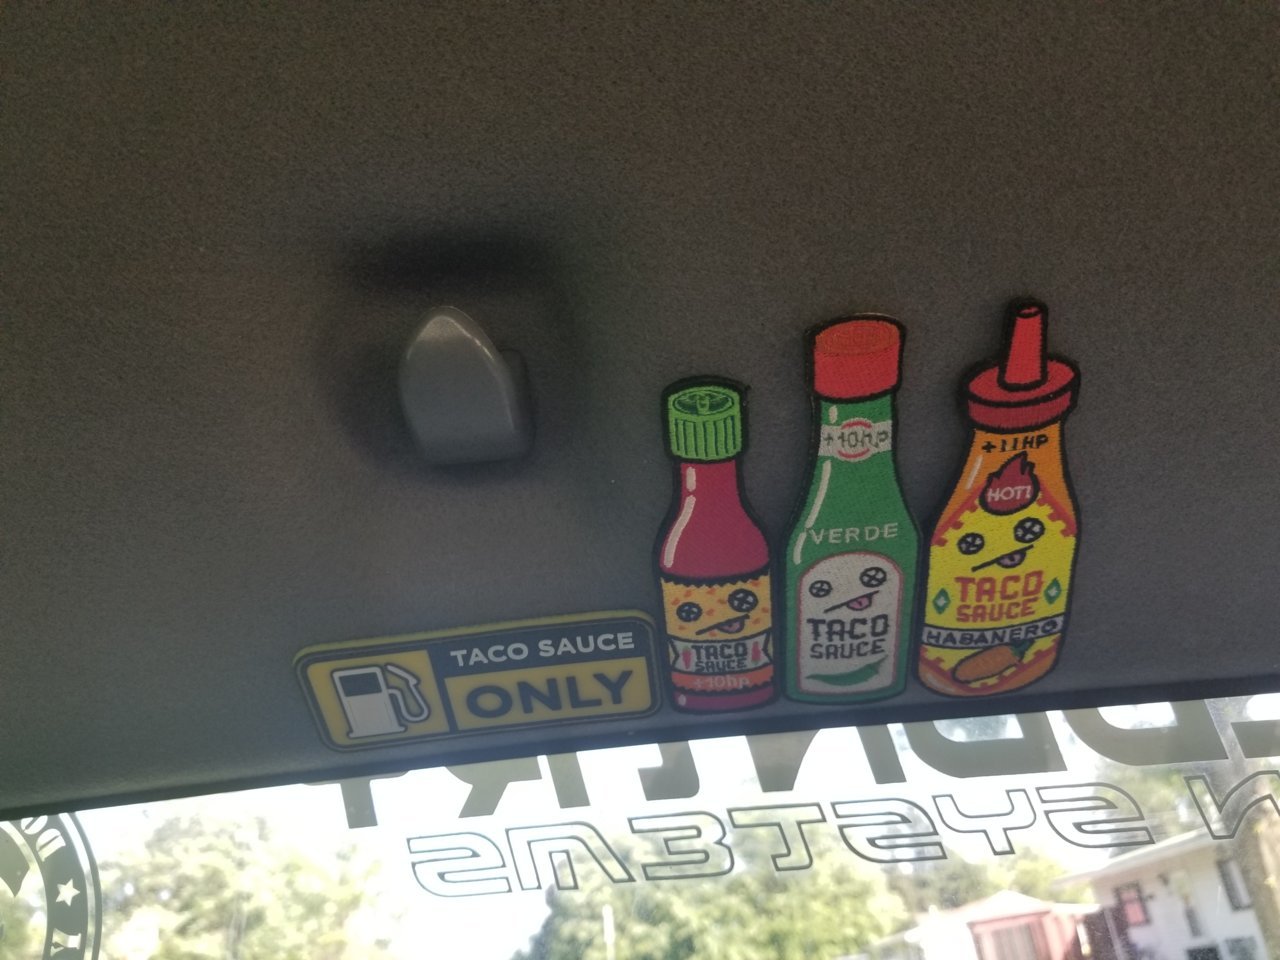 TACO SAUCE
ONLY
TACO
SAUCE
+10hp
+10hp
VERDE
TACO
SAUCE
+11HP
HOT!
TACO
SAUCE
HABANERO
SYSTEMS